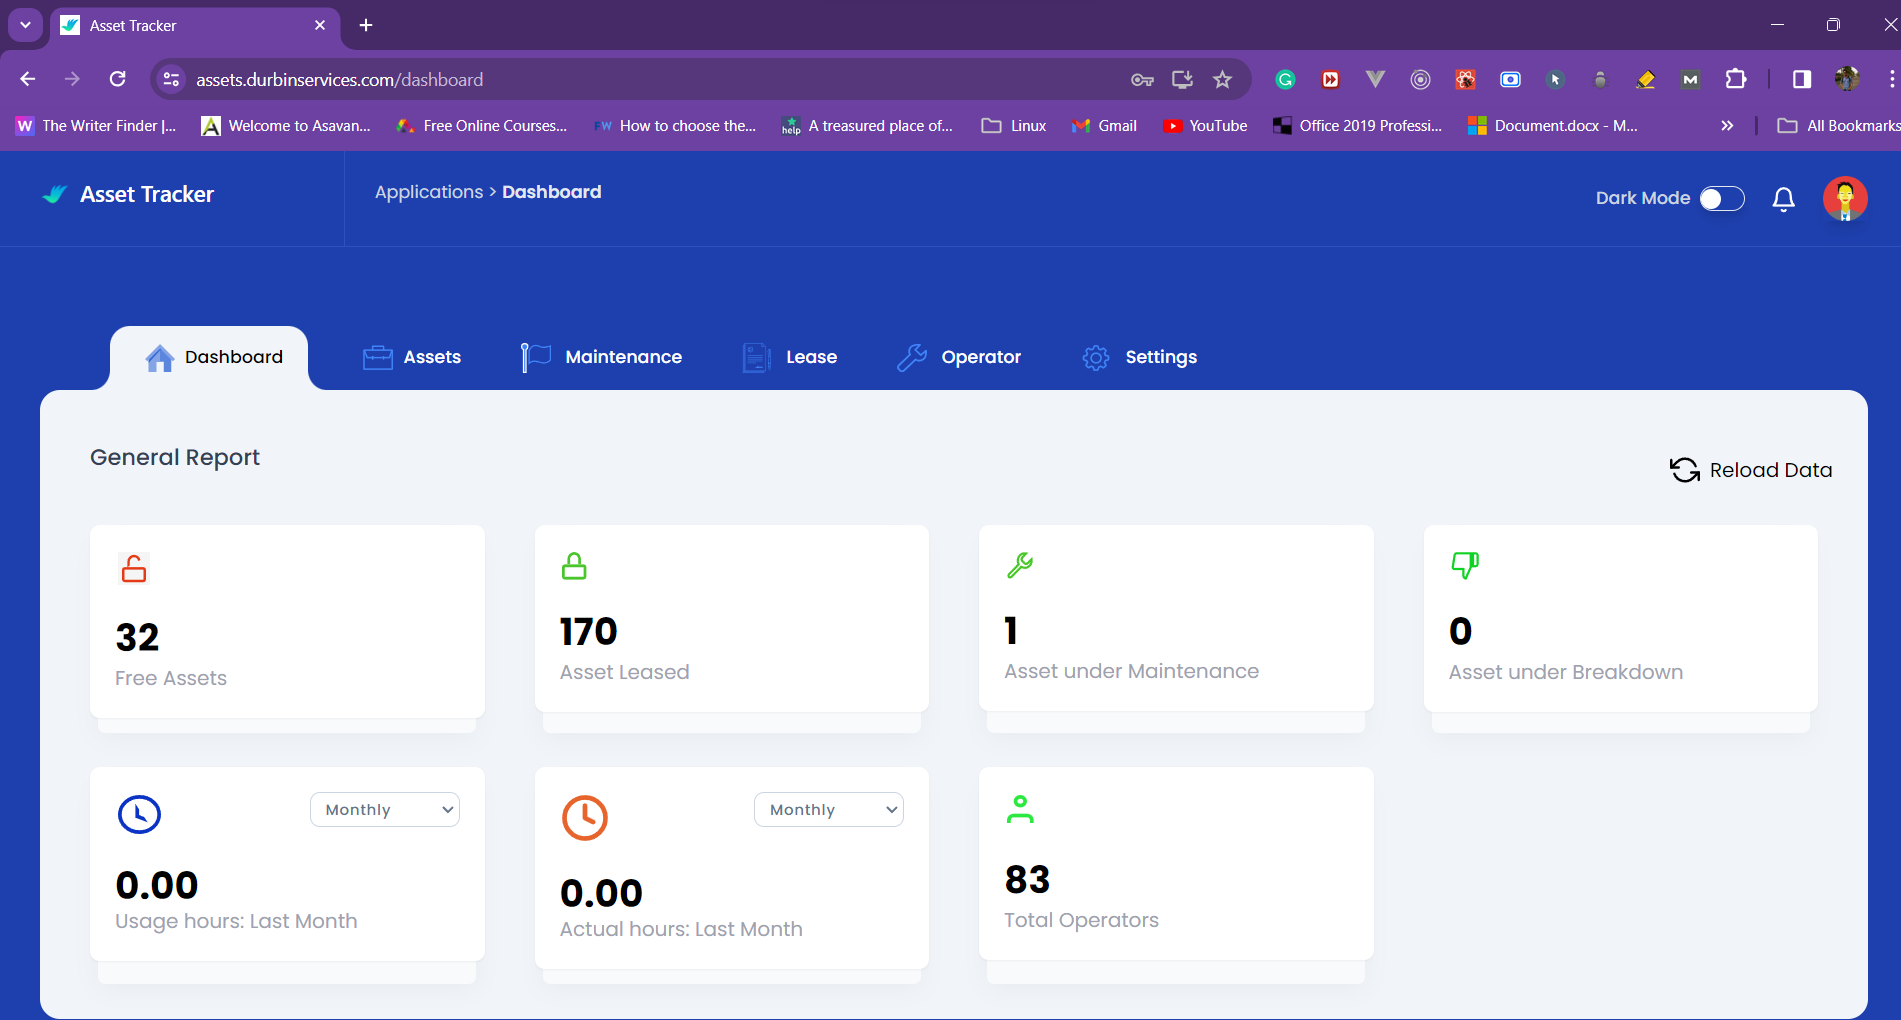 Asset Tracker
assets.durbinservices.com/dashboard
The Writer Finder |...
Welcome to Asavan...
Free Online Courses...
FW How to choose the...
help A treasured place of...
Linux
Gmail
YouTube
Office 2019 Professi...
Document.docx - M...
All Bookmarks
Asset Tracker
Applications > Dashboard
Dark Mode
Dashboard
Assets
Maintenance
Lease
Operator
Settings
General Report
Reload Data
32
Free Assets
170
Asset Leased
1
Asset under Maintenance
0
Asset under Breakdown
Monthly
0.00
Usage hours: Last Month
Monthly
0.00
Actual hours: Last Month
83
Total Operators